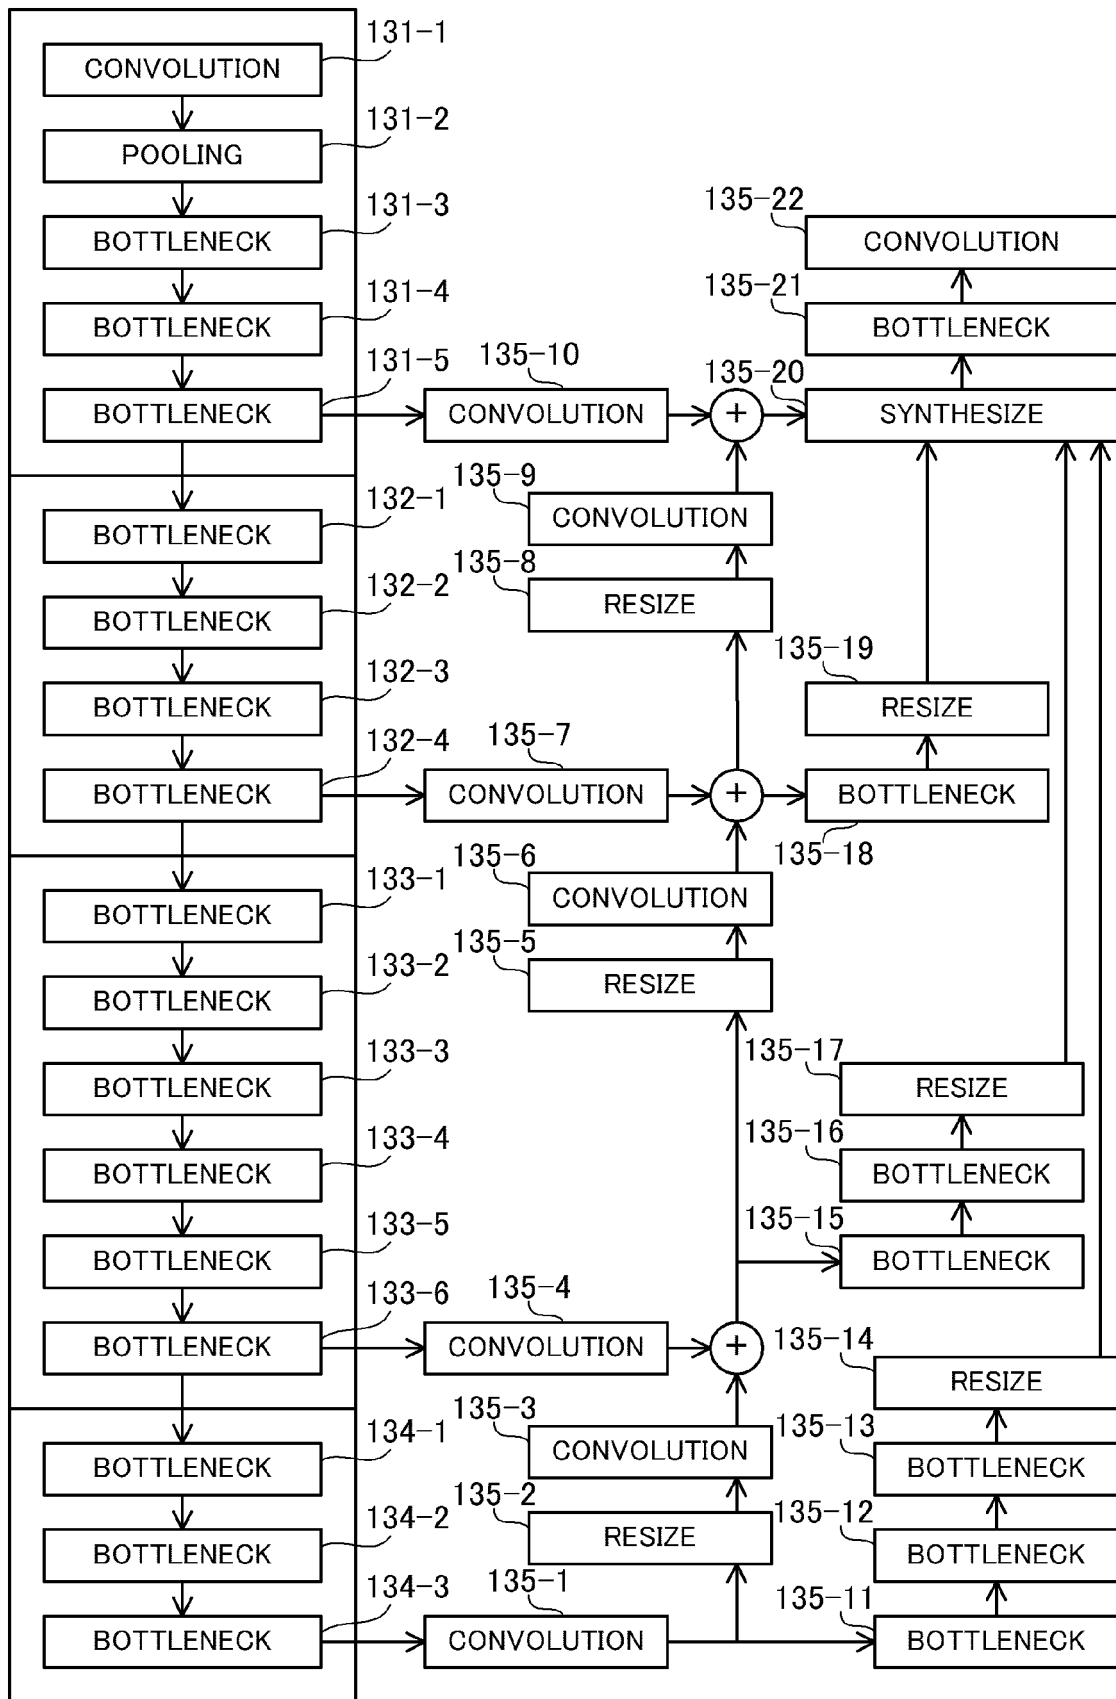 131-1
CONVOLUTION
131-2
POOLING
131-3
BOTTLENECK
131-4
BOTTLENECK
131-5
BOTTLENECK
132-1
BOTTLENECK
132-2
BOTTLENECK
132-3
BOTTLENECK
132-4
BOTTLENECK
133-1
BOTTLENECK
133-2
BOTTLENECK
133-3
BOTTLENECK
133-4
BOTTLENECK
133-5
BOTTLENECK
133-6
BOTTLENECK
134-1
BOTTLENECK
134-2
BOTTLENECK
134-3
BOTTLENECK
135-10
CONVOLUTION
+
135-9
CONVOLUTION
135-8
RESIZE
135-7
CONVOLUTION
+
135-6
CONVOLUTION
135-5
RESIZE
135-4
CONVOLUTION
+
135-3
CONVOLUTION
135-2
RESIZE
135-1
CONVOLUTION
135-22
CONVOLUTION
135-21
BOTTLENECK
135-20
SYNTHESIZE
135-19
RESIZE
BOTTLENECK
135-18
135-17
RESIZE
135-16
BOTTLENECK
135-15
BOTTLENECK
135-14
RESIZE
135-13
BOTTLENECK
135-12
BOTTLENECK
135-11
BOTTLENECK